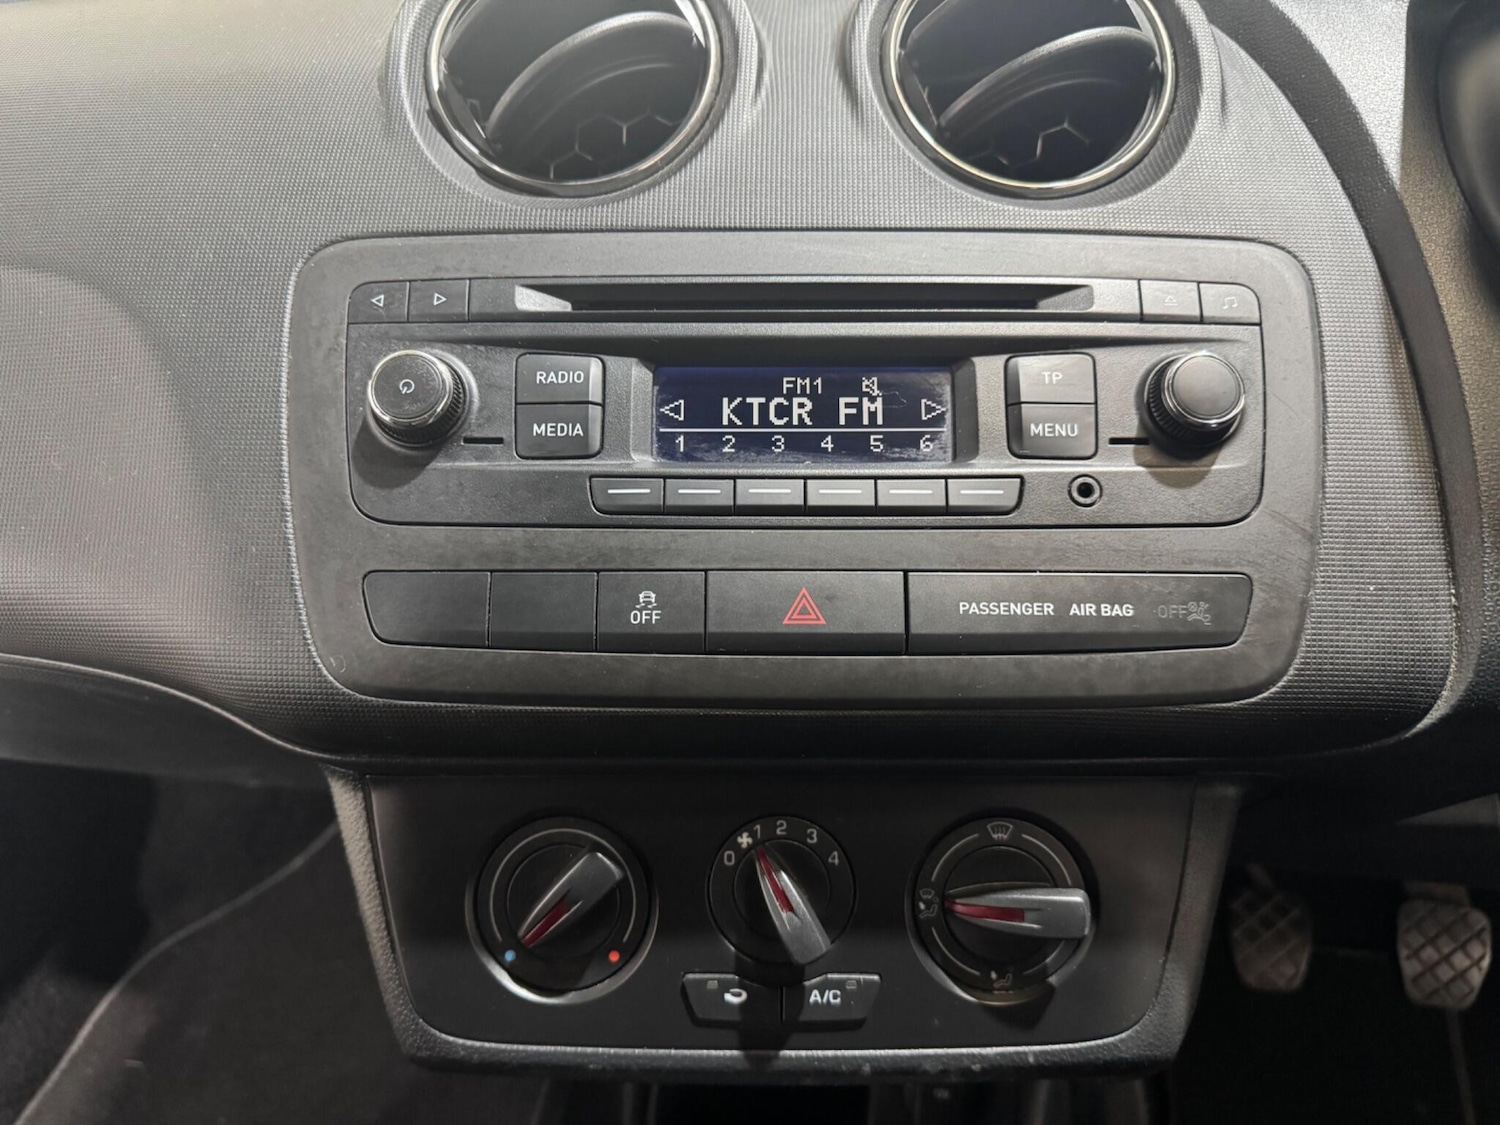 RADIO
MEDIA
FM1
KTCR FM
1 2 3 4 5 6
TP
MENU
OFF
PASSENGER AIR BAG OFF
0 1 2 3 4
A/C